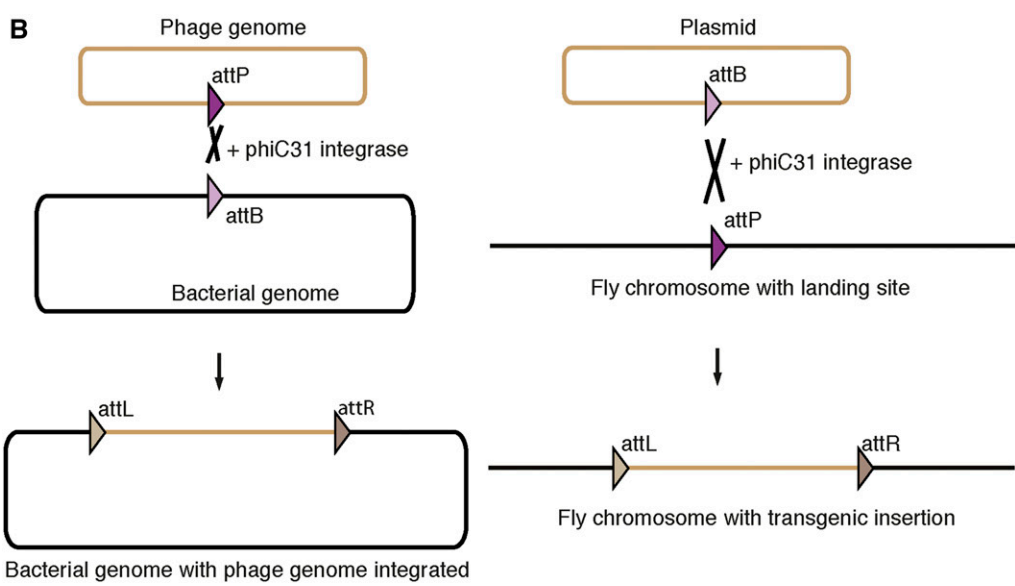 B
Phage genome
attP
+ phiC31 integrase
attB
Bacterial genome
attL
attR
Bacterial genome with phage genome integrated
Plasmid
attB
+ phiC31 integrase
attP
Fly chromosome with landing site
attL
attR
Fly chromosome with transgenic insertion